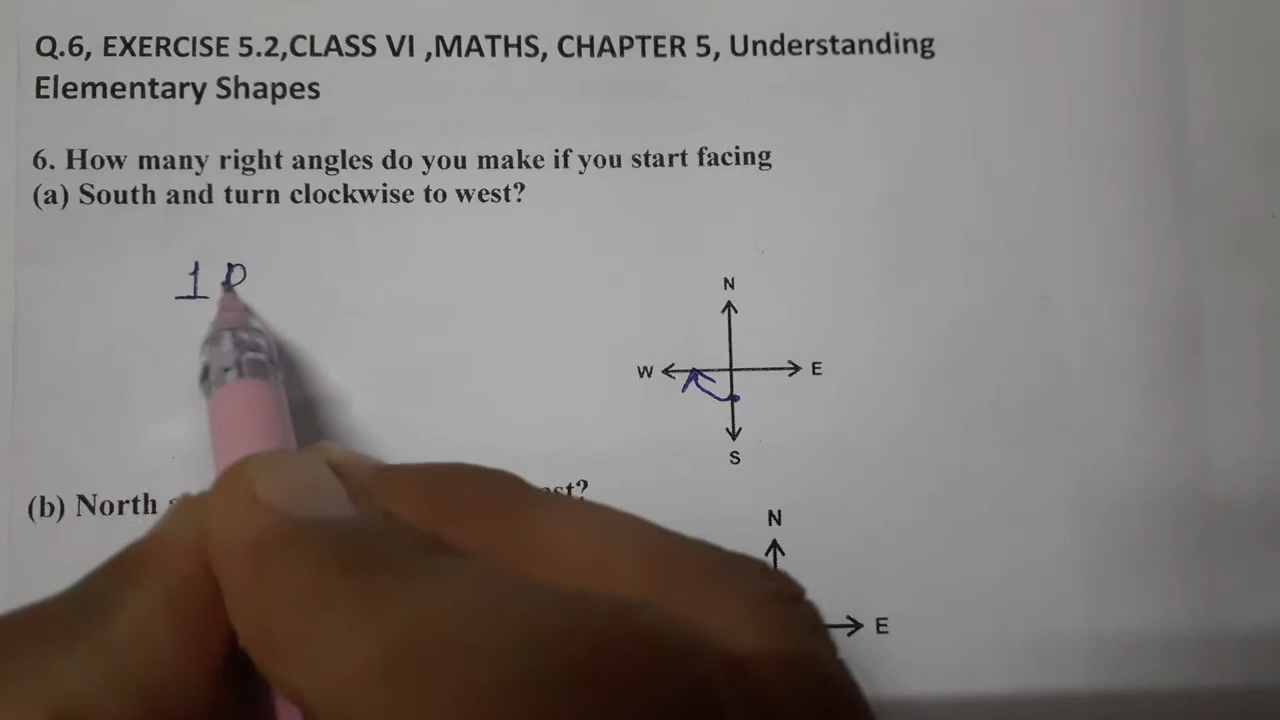 Q.6, EXERCISE 5.2,CLASS VI ,MATHS, CHAPTER 5, Understanding
Elementary Shapes
6. How many right angles do you make if you start facing
(a) South and turn clockwise to west?
1
N
W
E
S
(b) North
N
E